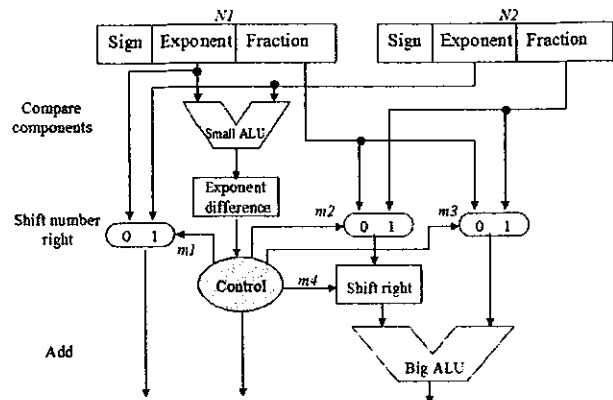 N1
N2
Sign Exponent Fraction
Sign Exponent Fraction
Compare
components
Small ALU
Exponent
difference
Shift number
right
0 1
m1
m2
0 1
m3
0 1
Control
m4
Shift right
Add
Big ALU